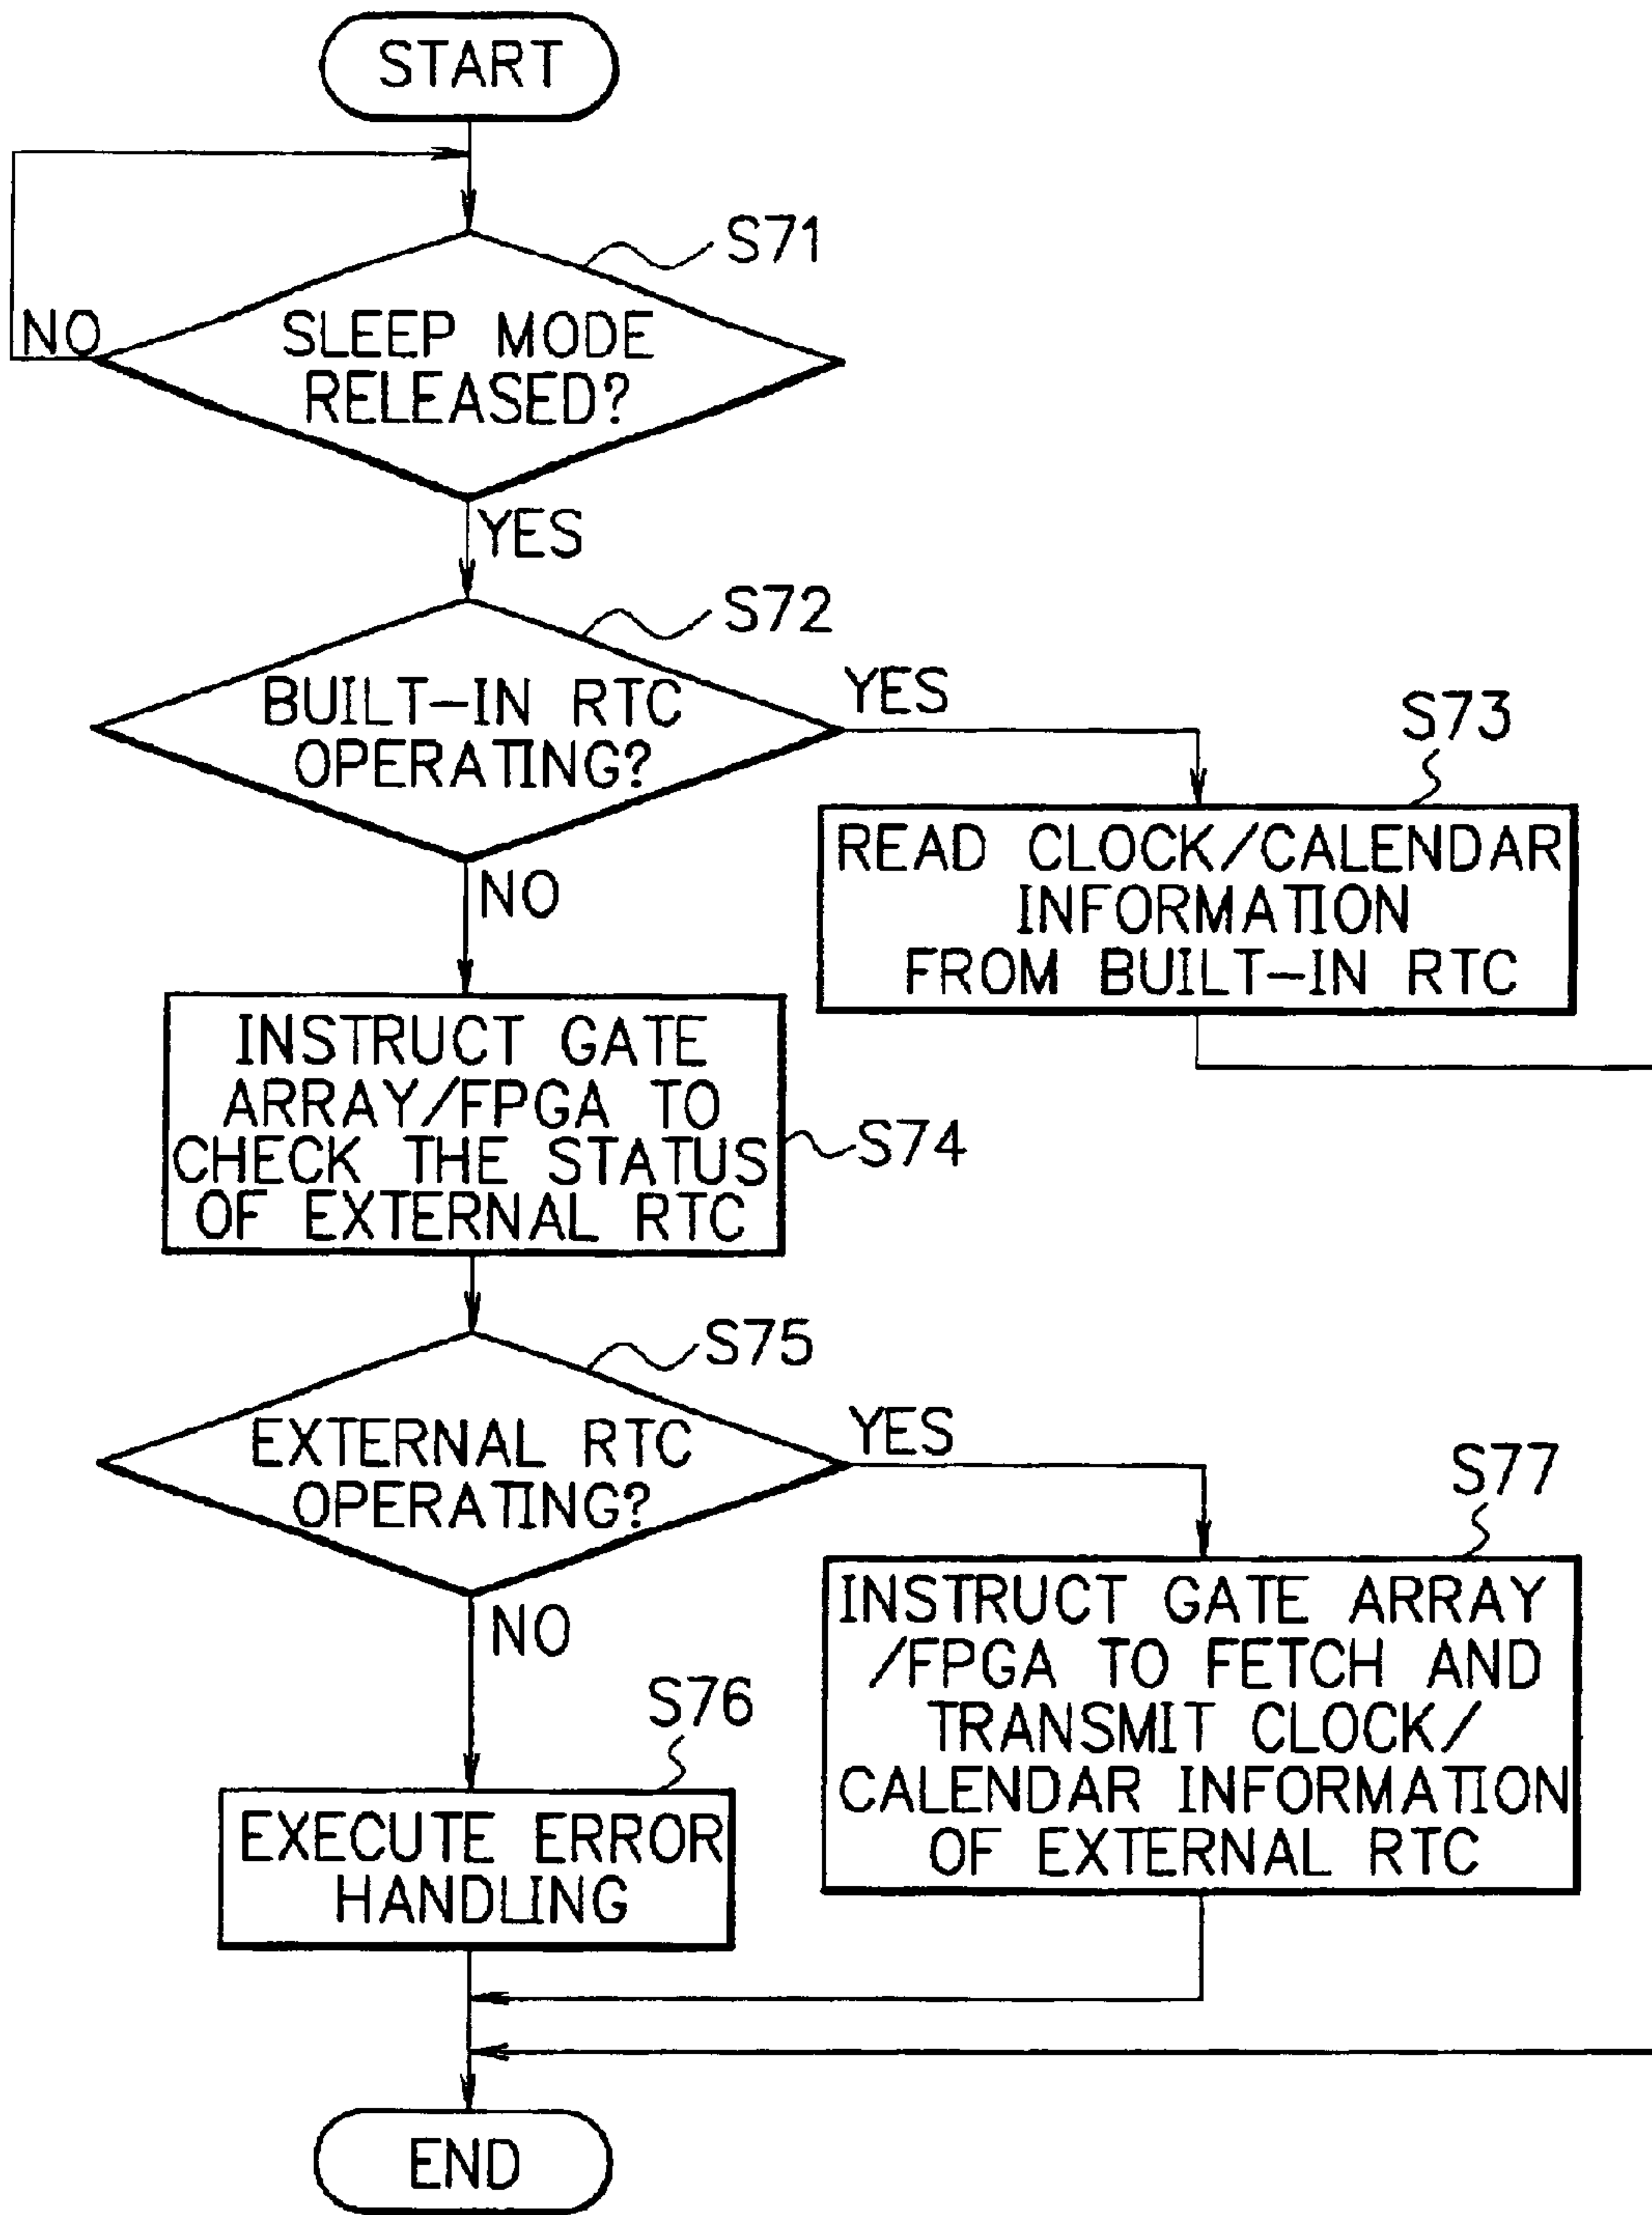 START
S71
NO
SLEEP MODE
RELEASED?
YES
S72
BUILT-IN RTC
OPERATING?
YES
S73
READ CLOCK/CALENDAR
INFORMATION
FROM BUILT-IN RTC
NO
INSTRUCT GATE
ARRAY/FPGA TO
CHECK THE STATUS
OF EXTERNAL RTC
S74
S75
EXTERNAL RTC
OPERATING?
YES
S77
INSTRUCT GATE ARRAY
/FPGA TO FETCH AND
TRANSMIT CLOCK/
CALENDAR INFORMATION
OF EXTERNAL RTC
NO
S76
EXECUTE ERROR
HANDLING
END